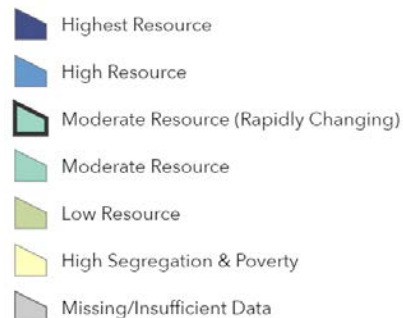 Highest Resource
High Resource
Moderate Resource (Rapidly Changing)
Moderate Resource
Low Resource
High Segregation & Poverty
Missing/Insufficient Data